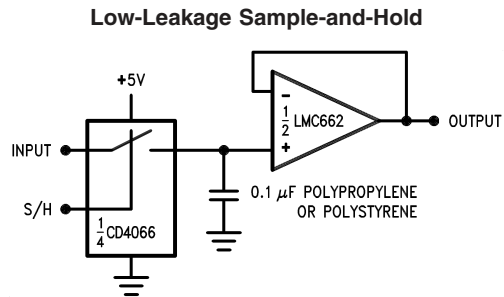 Low-Leakage Sample-and-Hold
+5V
INPUT
S/H
1/4 CD4066
-
+
1/2 LMC662
OUTPUT
0.1 μF POLYPROPYLENE
OR POLYSTYRENE